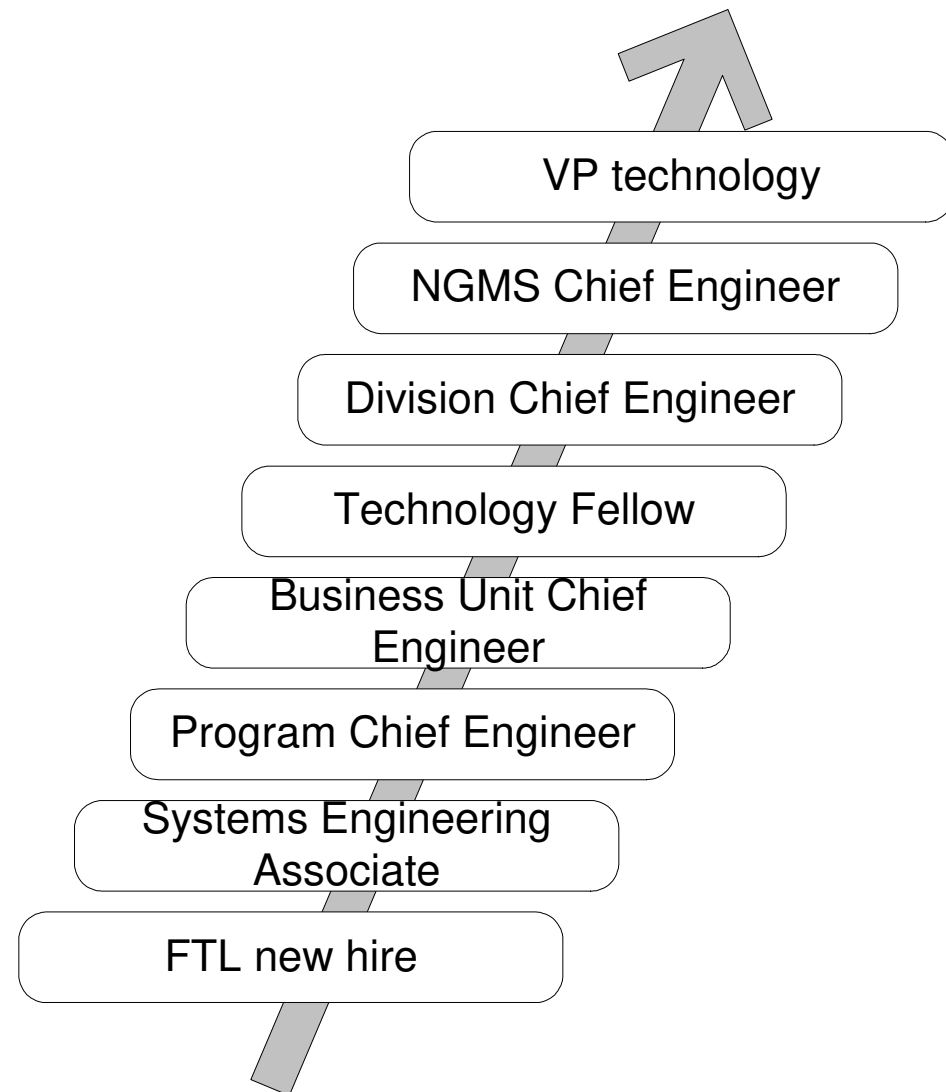 VP technology
NGMS Chief Engineer
Division Chief Engineer
Technology Fellow
Business Unit Chief
Engineer
Program Chief Engineer
Systems Engineering
Associate
FTL new hire